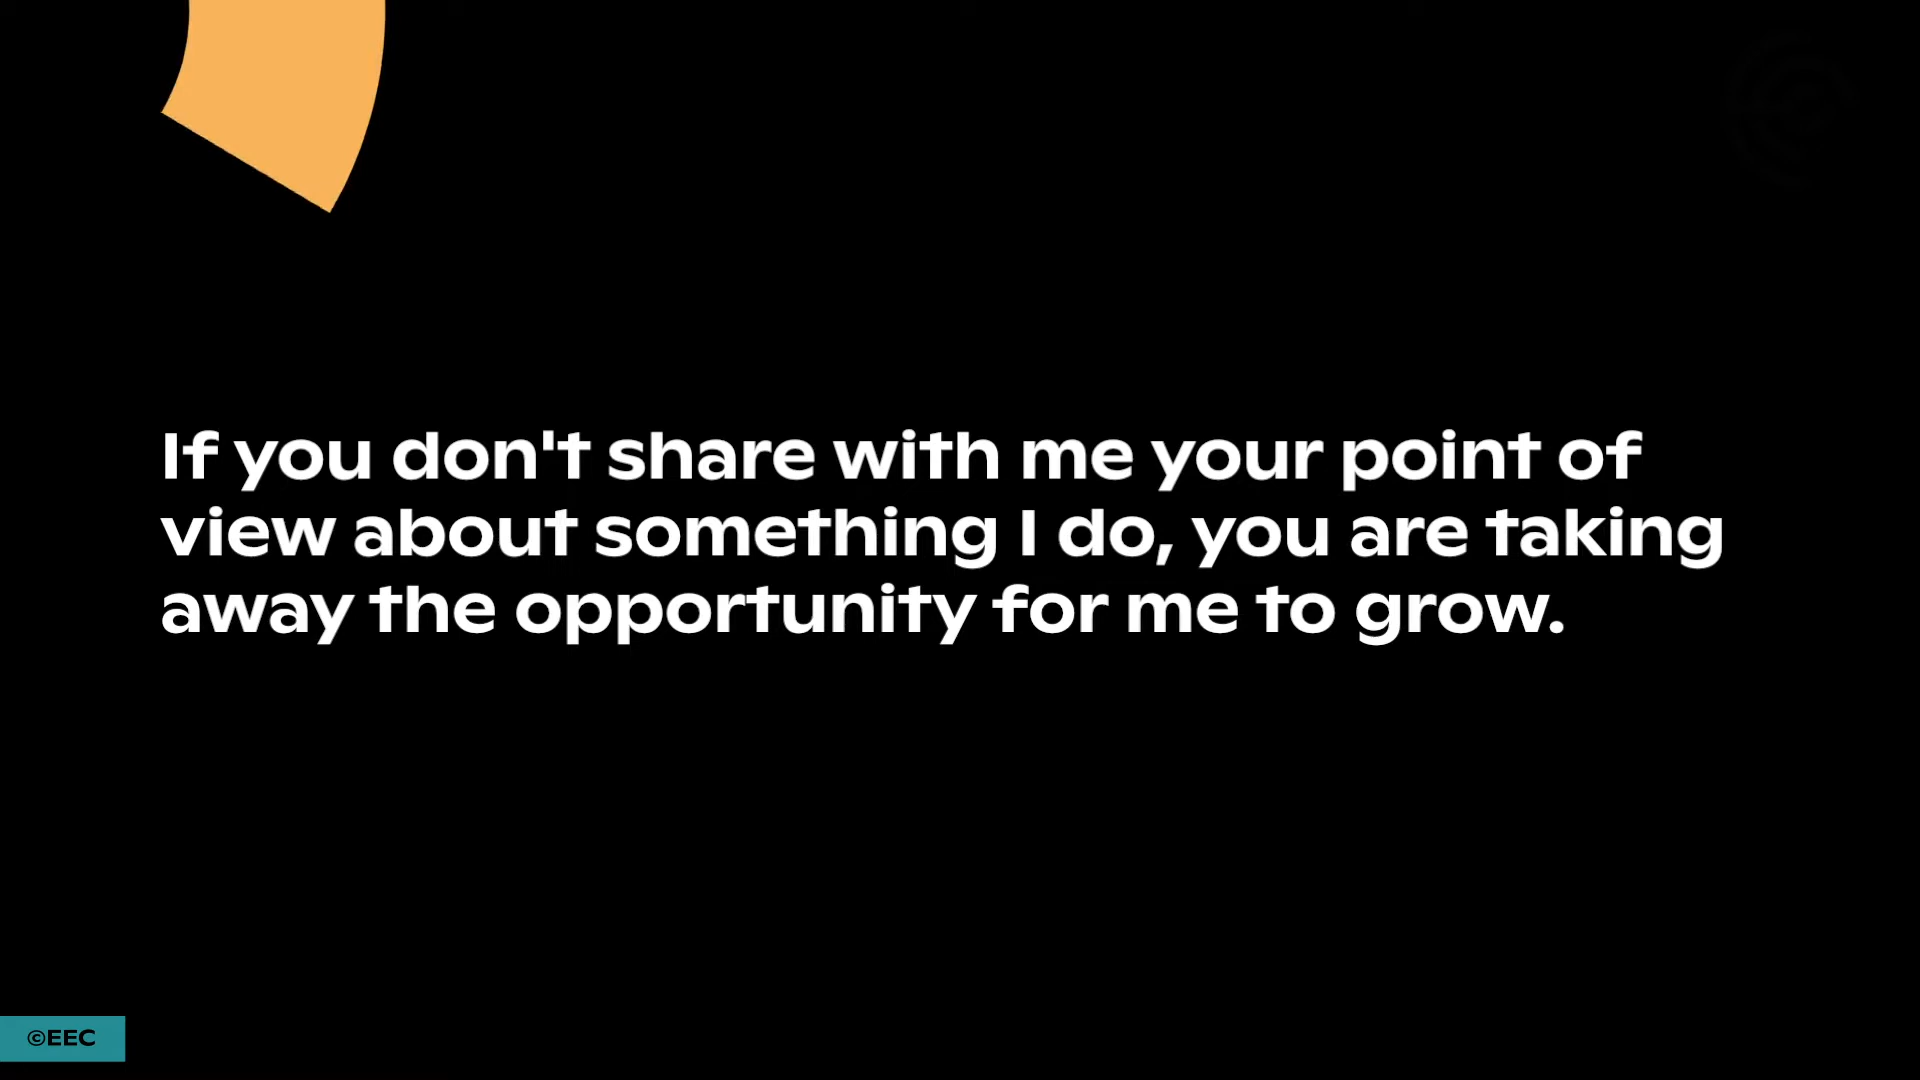 If you don't share with me your point of
view about something I do, you are taking
away the opportunity for me to grow.
©EEC